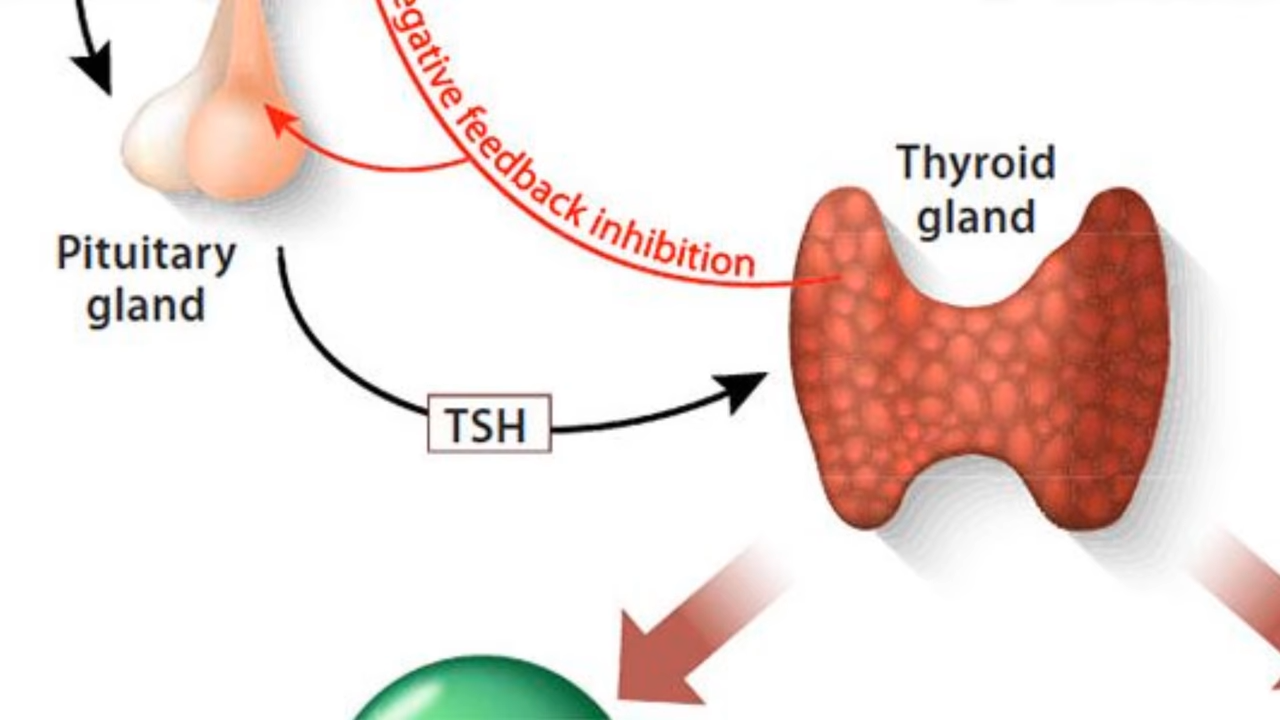 egative feedback inhibition
Thyroid
gland
Pituitary
gland
TSH